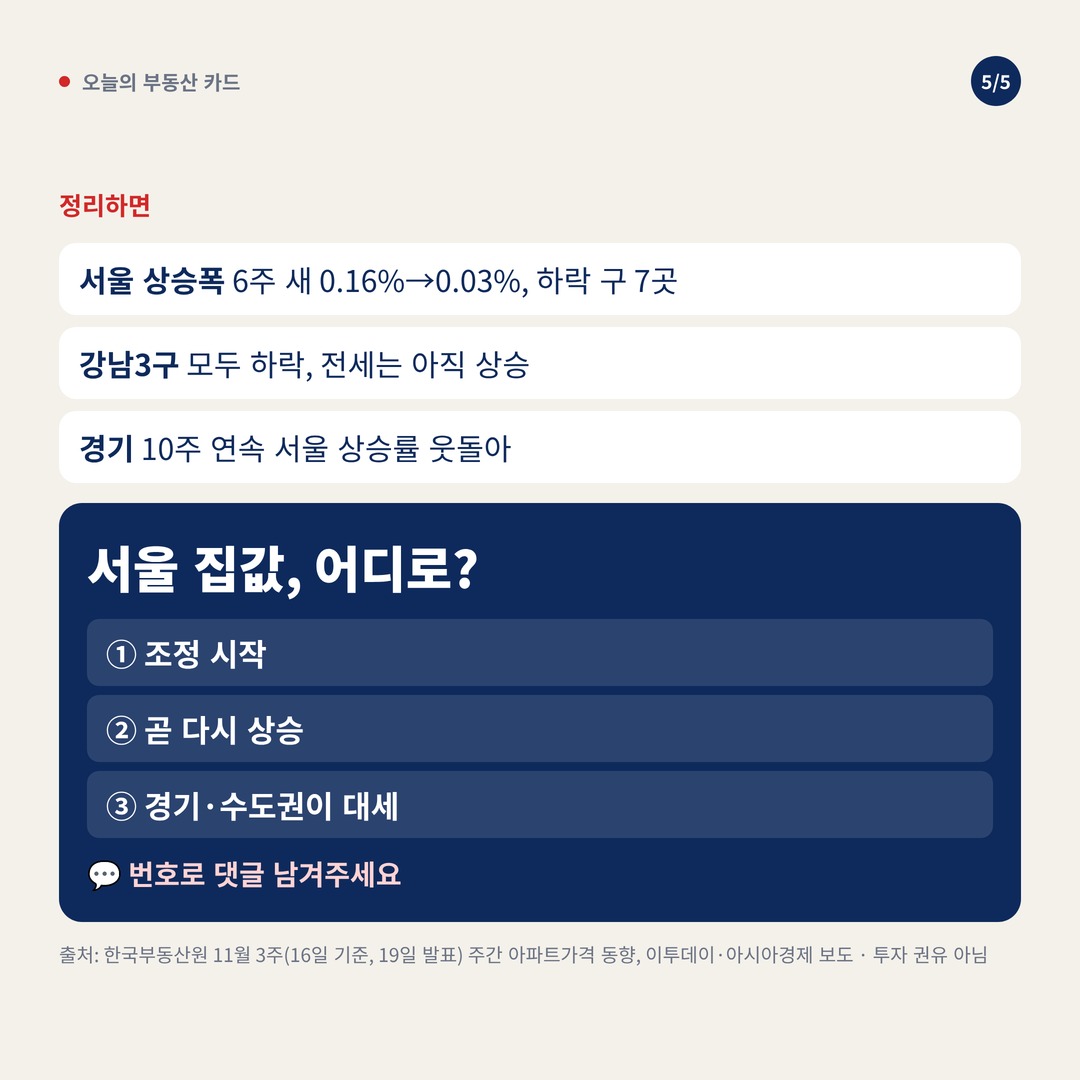 오늘의 부동산 카드
5/5
정리하면
서울 상승폭 6주 새 0.16%→0.03%, 하락 구 7곳
강남3구 모두 하락, 전세는 아직 상승
경기 10주 연속 서울 상승률 웃돌아
서울 집값, 어디로?
① 조정 시작
② 곧 다시 상승
③ 경기·수도권이 대세
💬 번호로 댓글 남겨주세요
출처: 한국부동산원 11월 3주(16일 기준, 19일 발표) 주간 아파트가격 동향, 이투데이·아시아경제 보도 · 투자 권유 아님